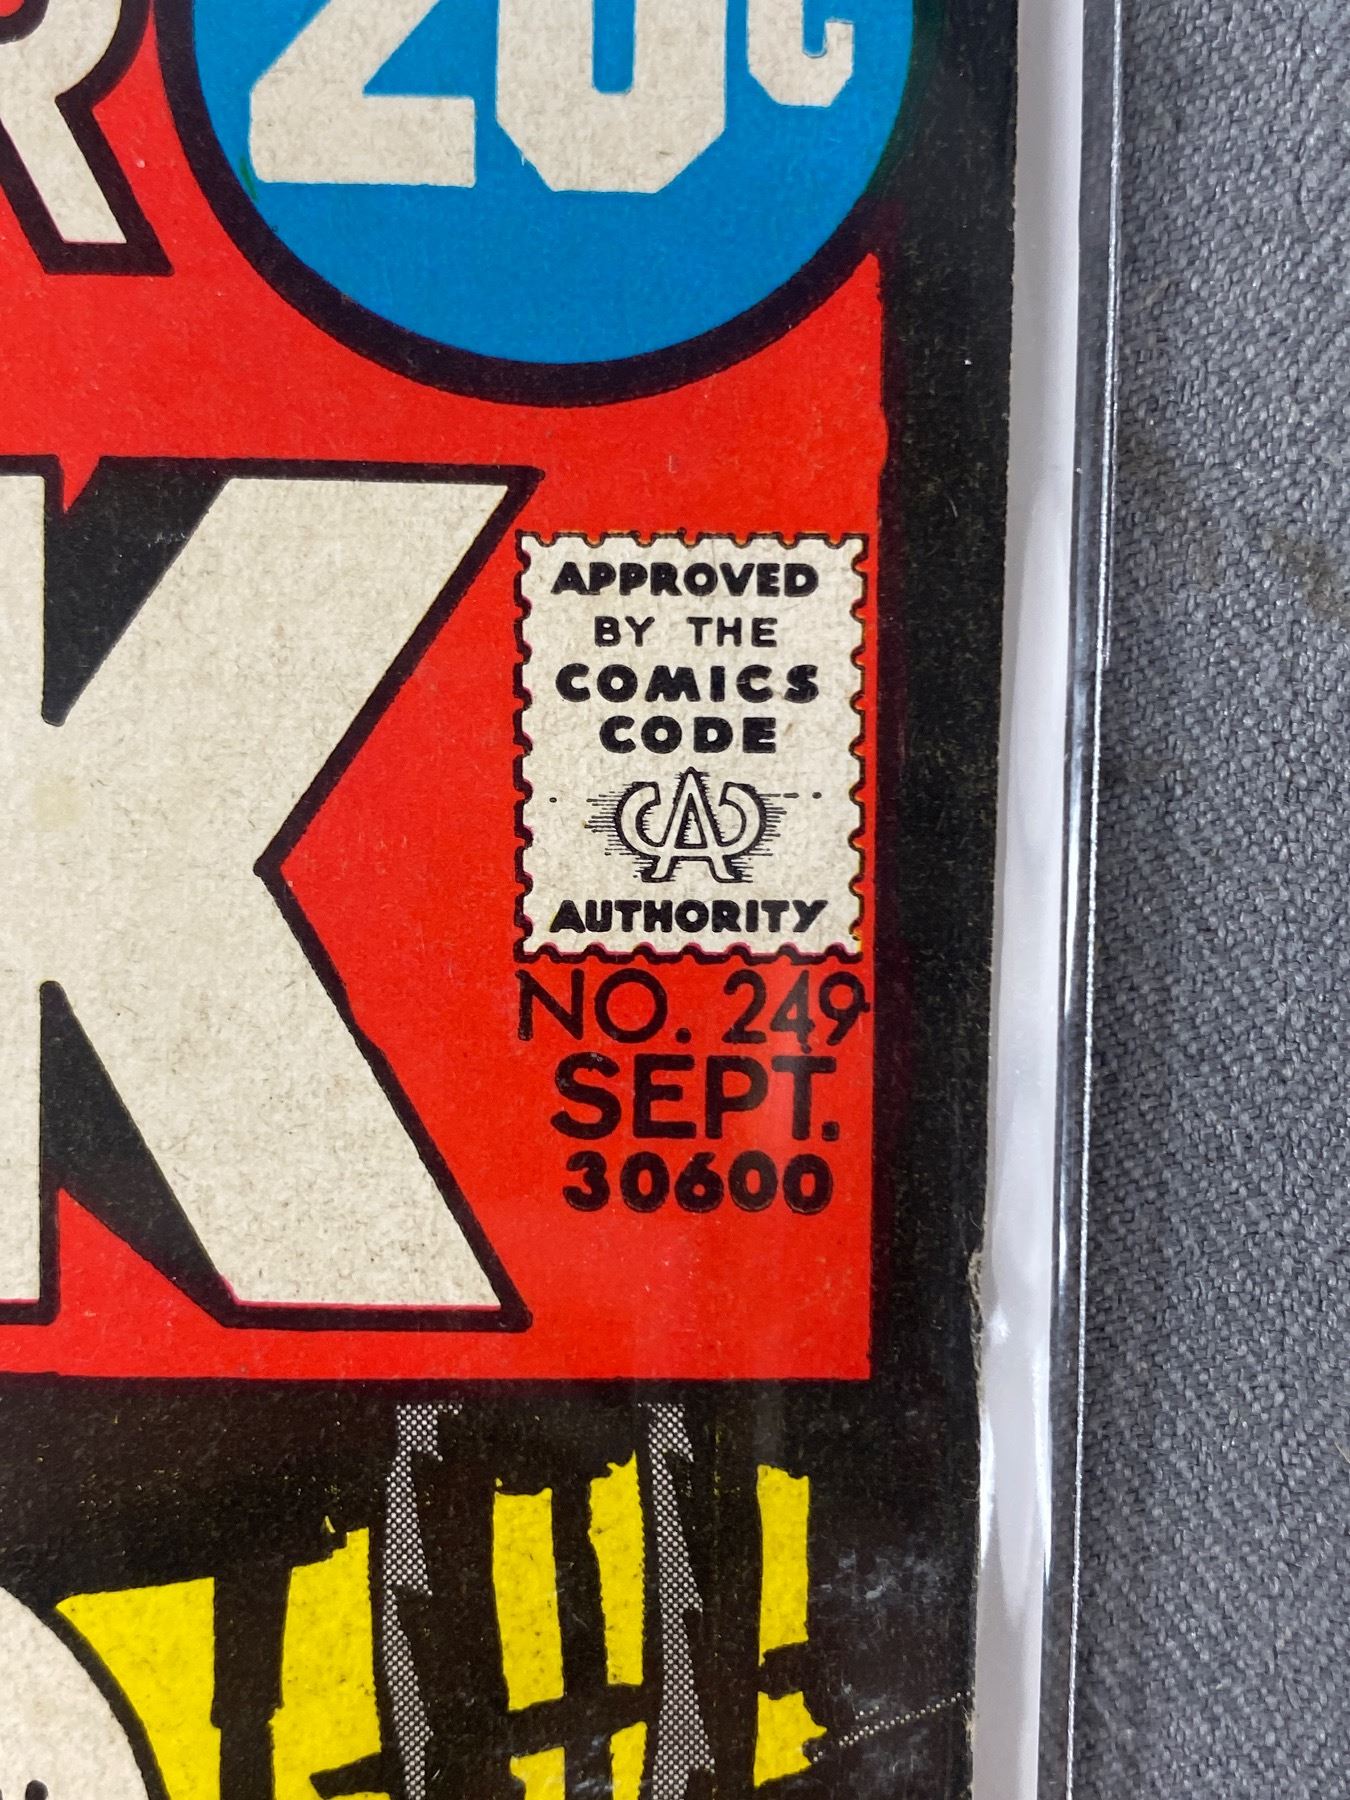 R 20¢
K
APPROVED
BY THE
COMICS
CODE
CA
AUTHORITY
NO. 249
SEPT.
30600